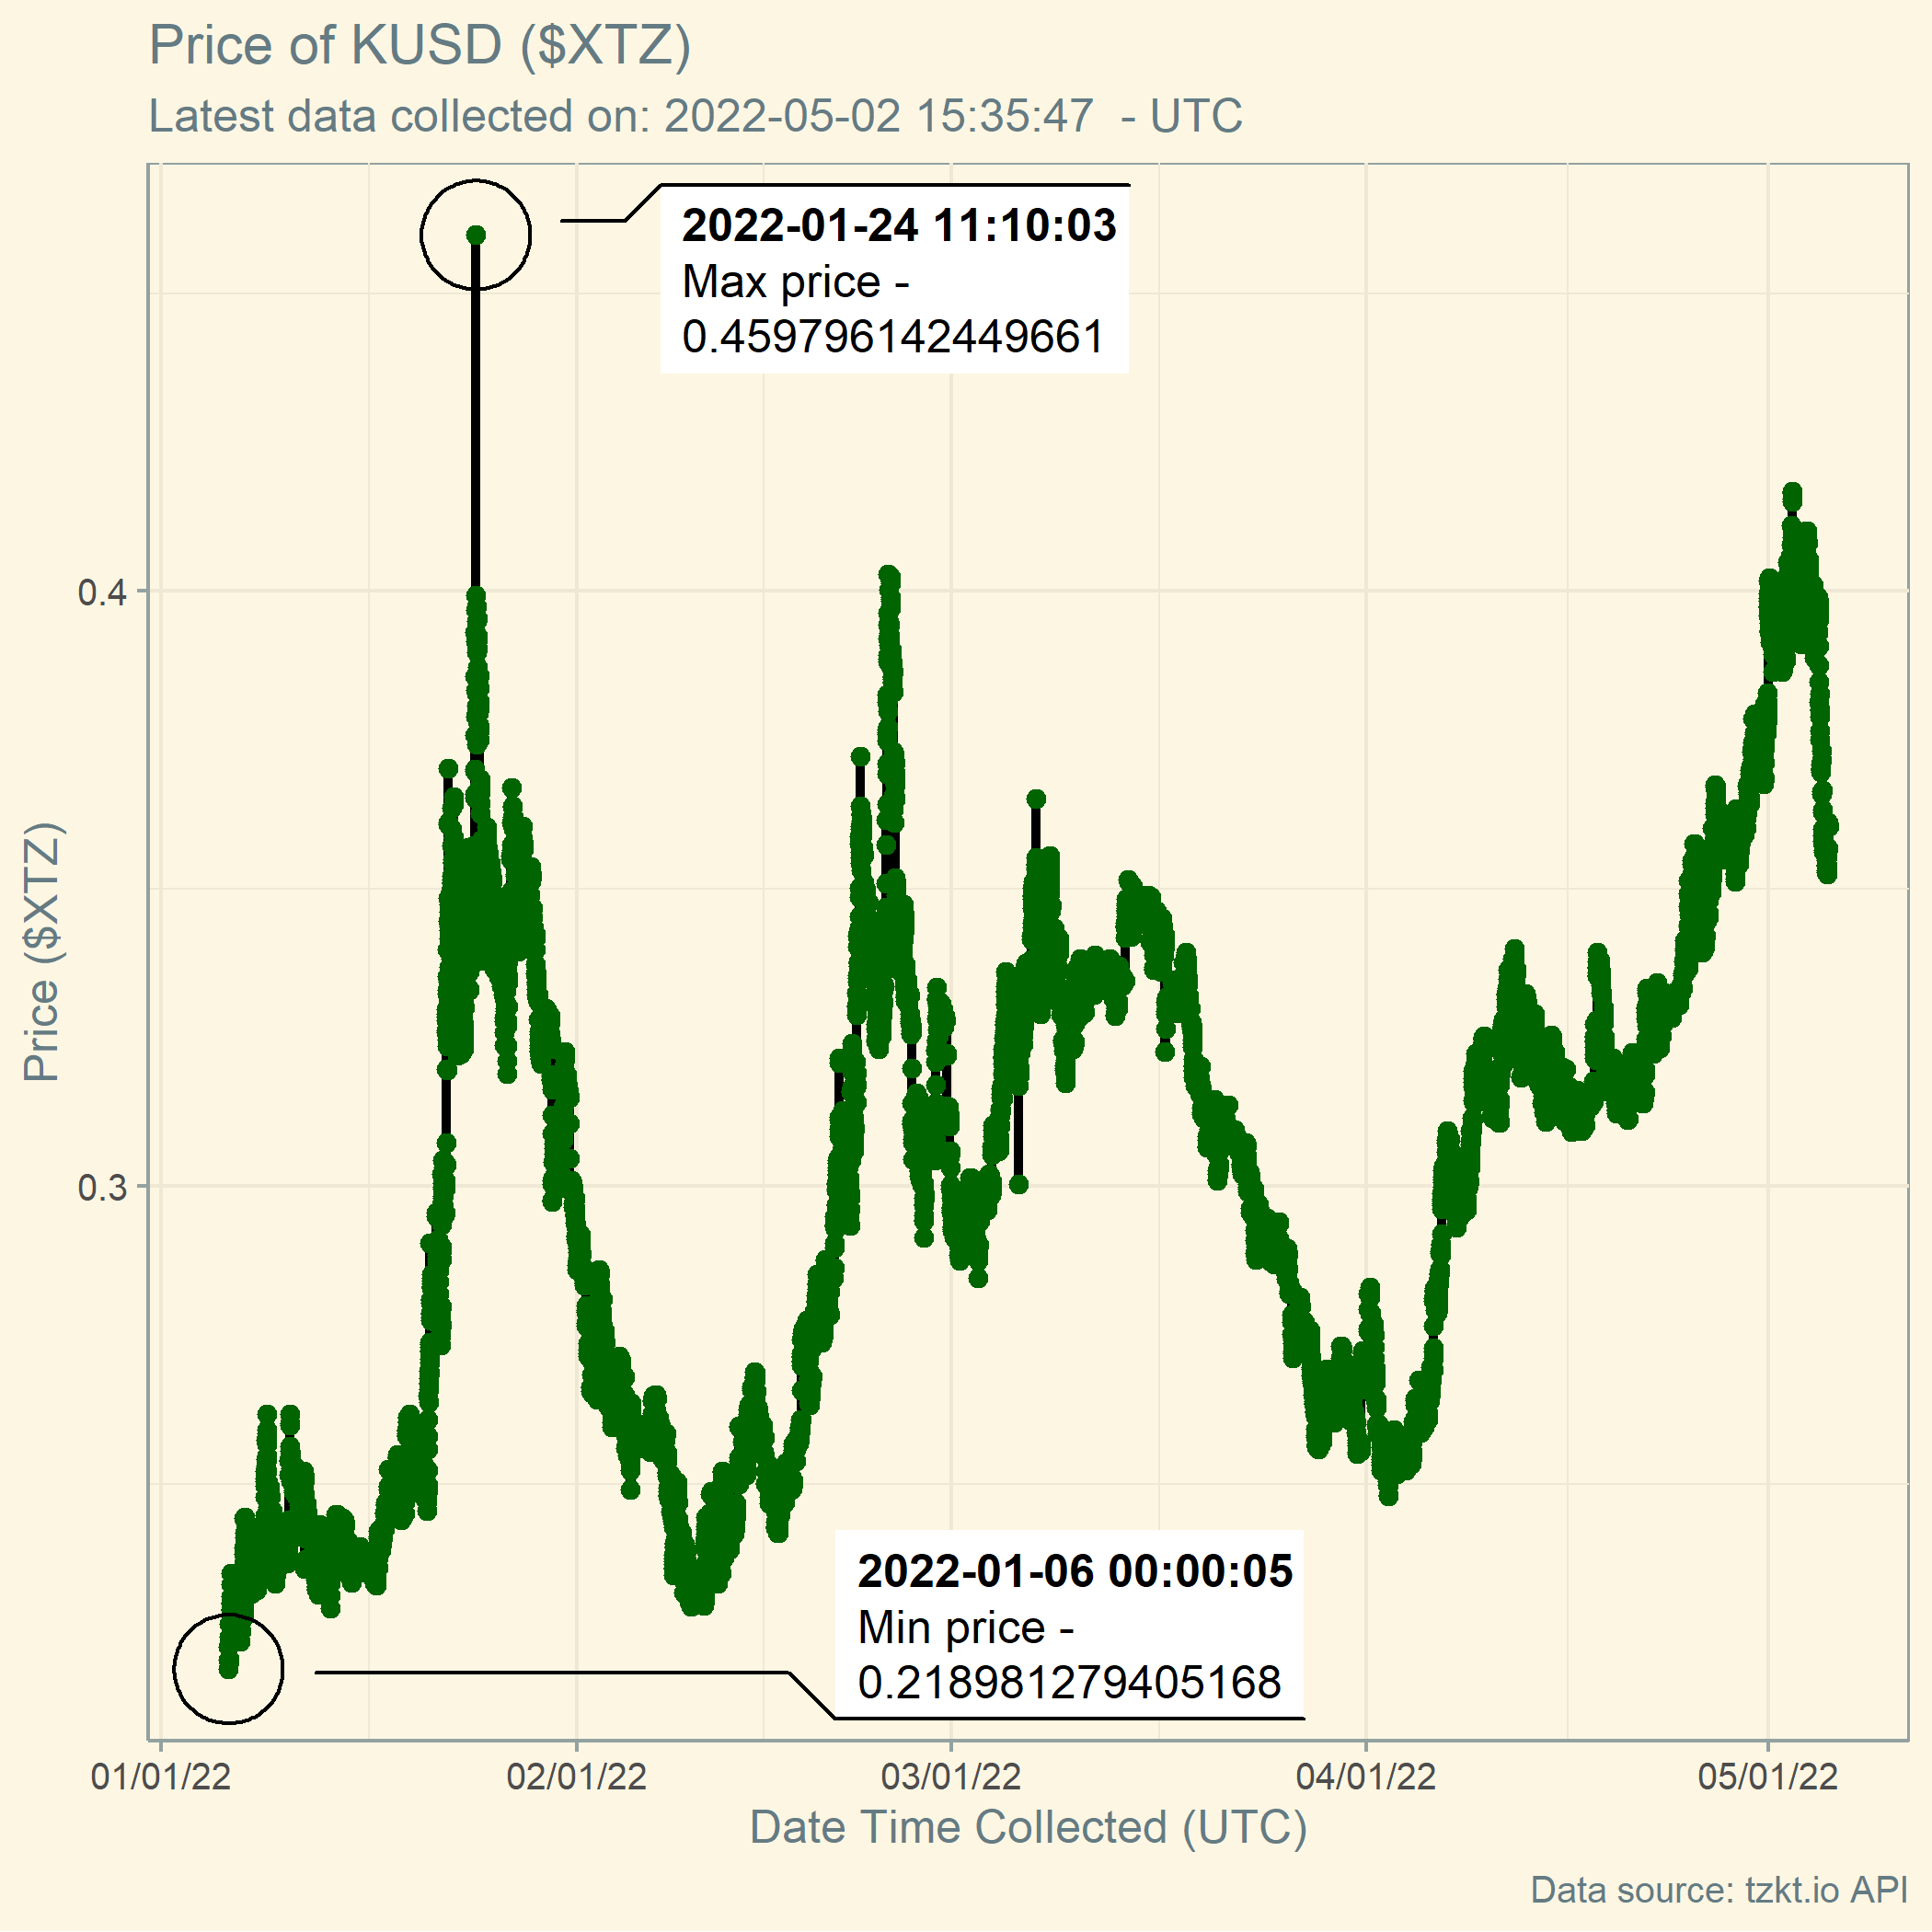 Price of KUSD ($XTZ)
Latest data collected on: 2022-05-02 15:35:47  - UTC
2022-01-24 11:10:03
Max price -
0.459796142449661
0.4
0.3
Price ($XTZ)
2022-01-06 00:00:05
Min price -
0.218981279405168
01/01/22
02/01/22
03/01/22
04/01/22
05/01/22
Date Time Collected (UTC)
Data source: tzkt.io API